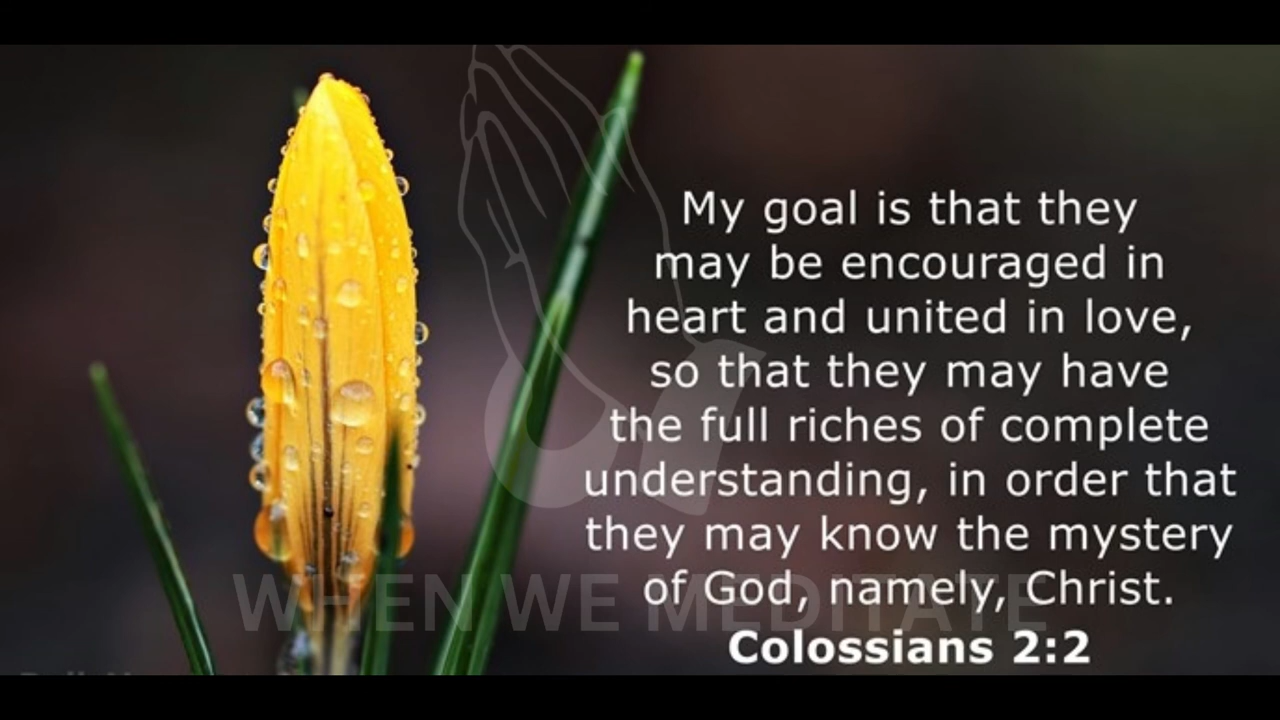 My goal is that they
may be encouraged in
heart and united in love,
so that they may have
the full riches of complete
understanding, in order that
they may know the mystery
of God, namely, Christ.
WHEN WE MEDITATE
Colossians 2:2